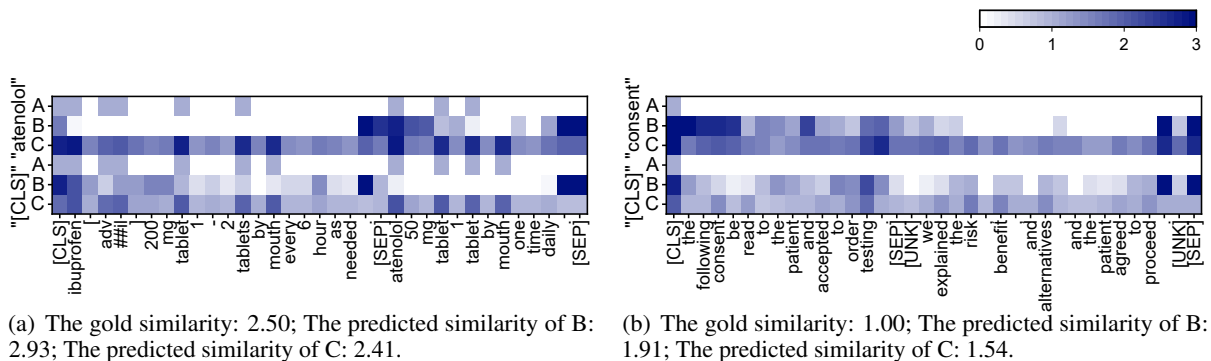 0 1 2 3
"[CLS]" "atenolol"
A
B
C
A
B
C
[CLS] ibuprofen [ adv ##il ] 200 mg tablet 1 - 2 tablets by mouth every 6 hour as needed . [SEP] atenolol 50 mg tablet 1 tablet by mouth one time daily . [SEP]
"[CLS]" "consent"
A
B
C
A
B
C
[CLS] the following consent be read to the patient and accepted to order testing . [SEP] [UNK] we explained the risk , benefit , and alternatives , and the patient agreed to proceed . [UNK] [SEP]
(a) The gold similarity: 2.50; The predicted similarity of B:
2.93; The predicted similarity of C: 2.41.
(b) The gold similarity: 1.00; The predicted similarity of B:
1.91; The predicted similarity of C: 1.54.